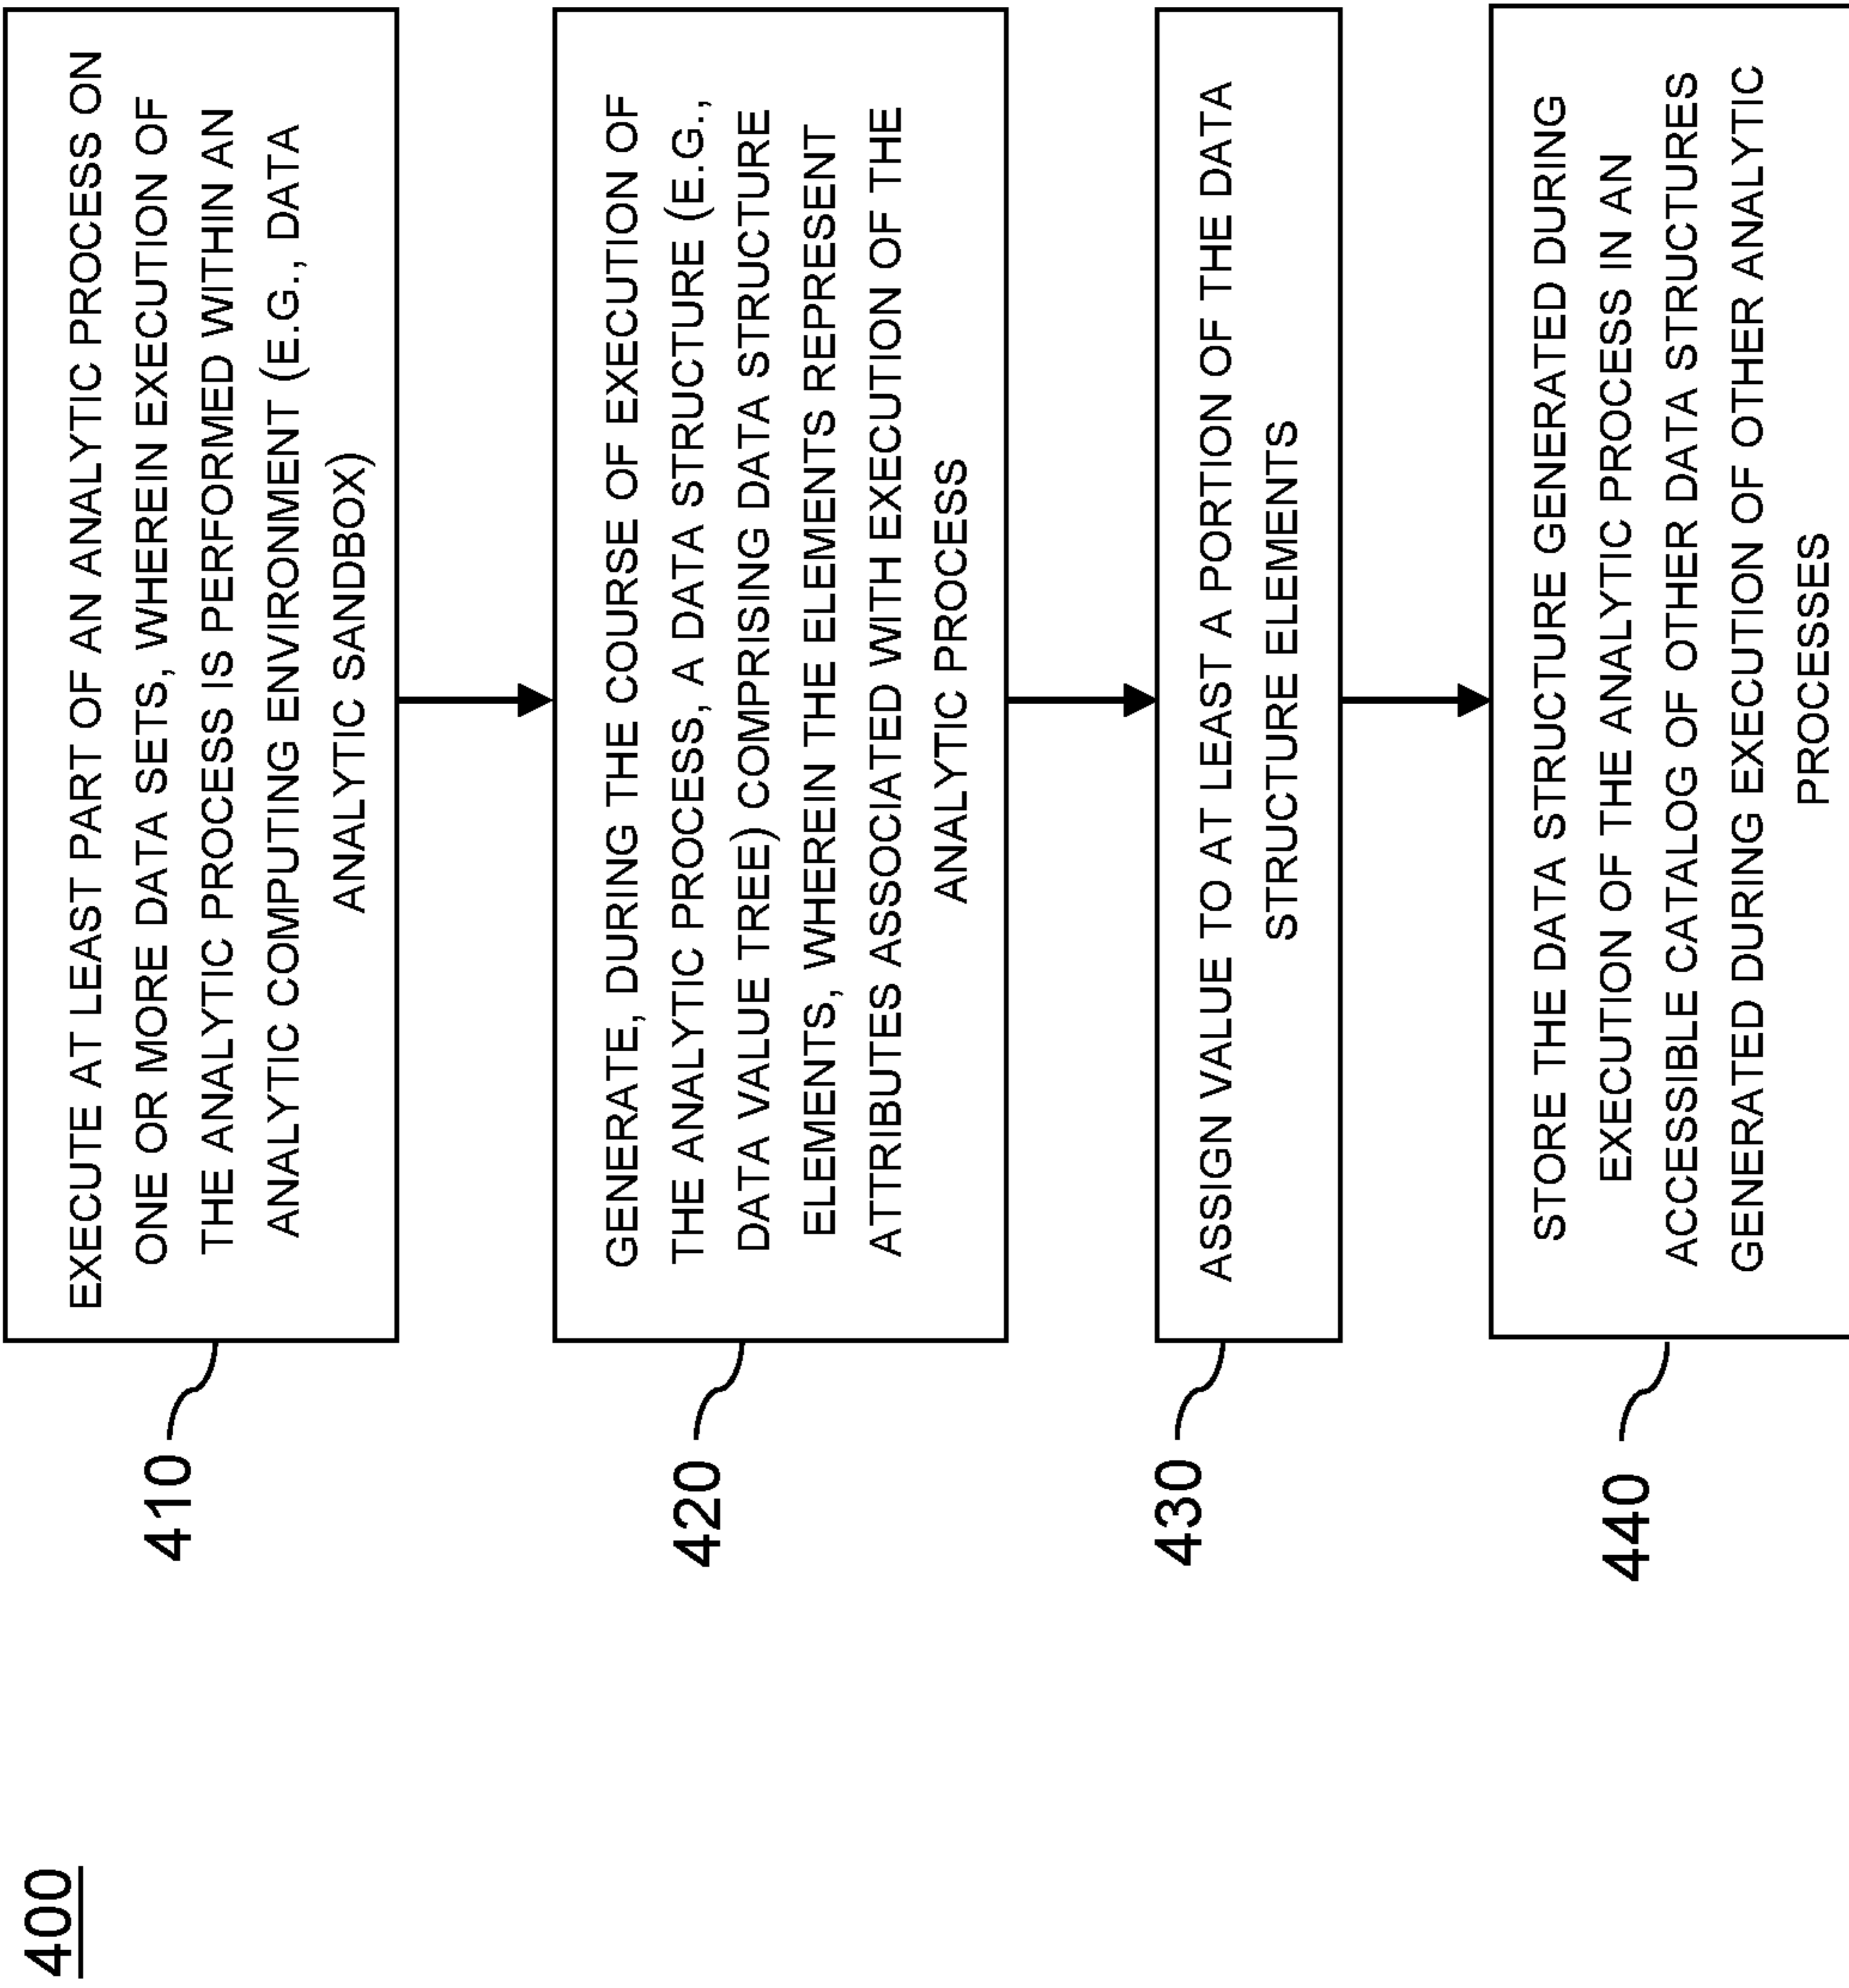 400
410
EXECUTE AT LEAST PART OF AN ANALYTIC PROCESS ON
ONE OR MORE DATA SETS, WHEREIN EXECUTION OF
THE ANALYTIC PROCESS IS PERFORMED WITHIN AN
ANALYTIC COMPUTING ENVIRONMENT (E.G., DATA
ANALYTIC SANDBOX)
420
GENERATE, DURING THE COURSE OF EXECUTION OF
THE ANALYTIC PROCESS, A DATA STRUCTURE (E.G.,
DATA VALUE TREE) COMPRISING DATA STRUCTURE
ELEMENTS, WHEREIN THE ELEMENTS REPRESENT
ATTRIBUTES ASSOCIATED WITH EXECUTION OF THE
ANALYTIC PROCESS
430
ASSIGN VALUE TO AT LEAST A PORTION OF THE DATA
STRUCTURE ELEMENTS
440
STORE THE DATA STRUCTURE GENERATED DURING
EXECUTION OF THE ANALYTIC PROCESS IN AN
ACCESSIBLE CATALOG OF OTHER DATA STRUCTURES
GENERATED DURING EXECUTION OF OTHER ANALYTIC
PROCESSES